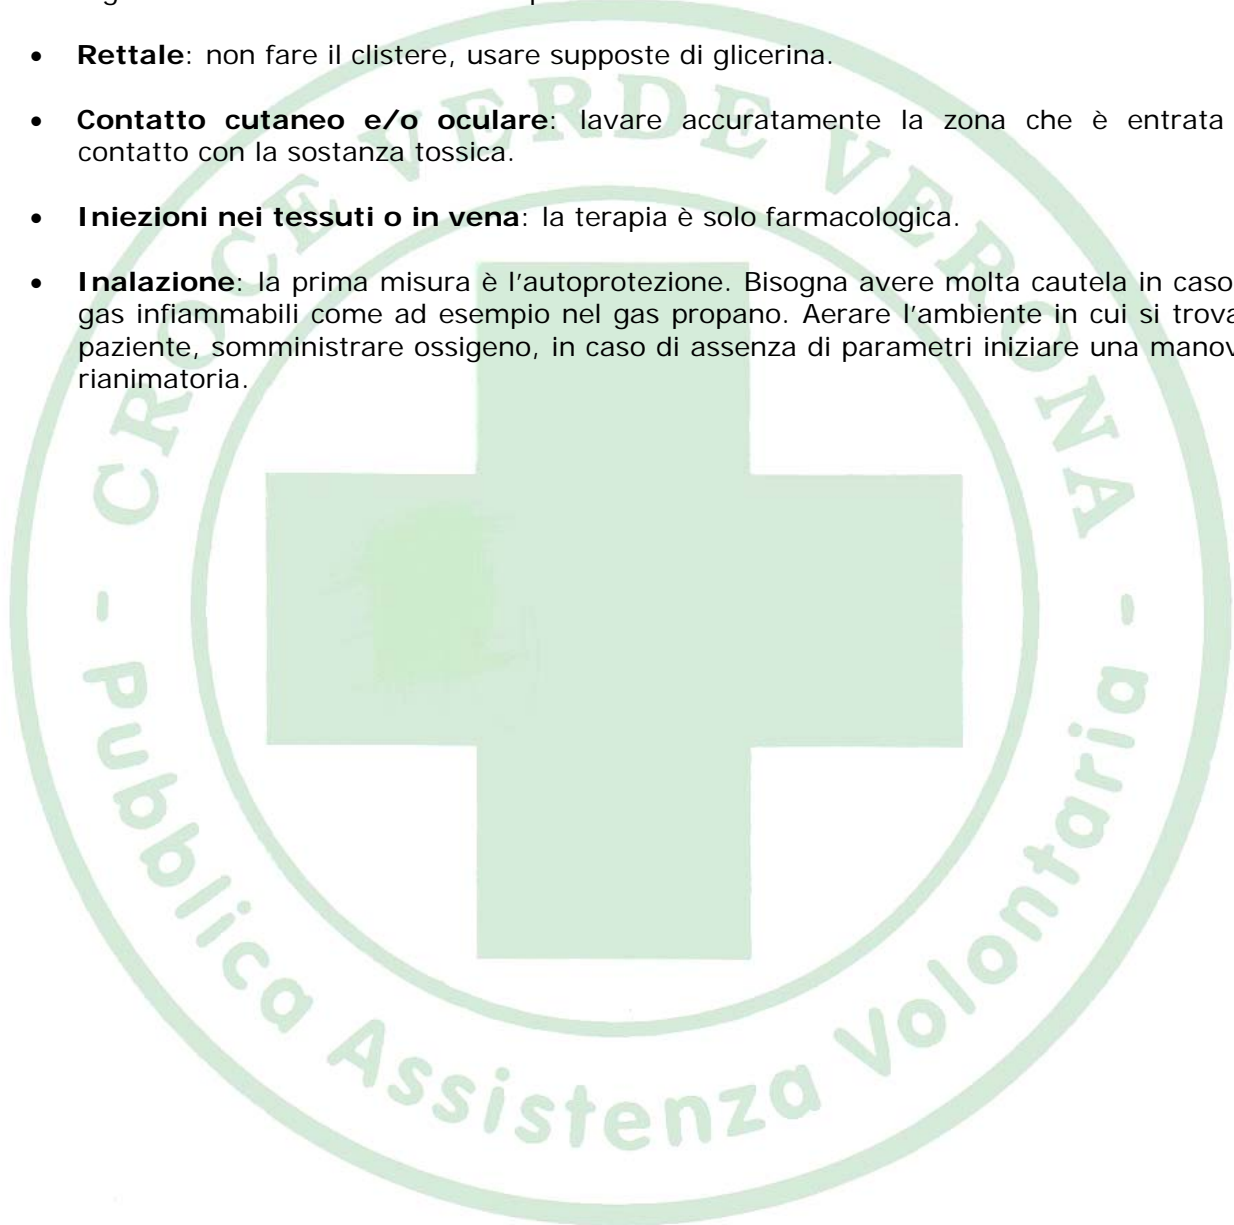 • Rettale: non fare il clistere, usare supposte di glicerina.
• Contatto cutaneo e/o oculare: lavare accuratamente la zona che è entrata
contatto con la sostanza tossica.
• Iniezioni nei tessuti o in vena: la terapia è solo farmacologica.
• Inalazione: la prima misura è l'autoprotezione. Bisogna avere molta cautela in caso
gas infiammabili come ad esempio nel gas propano. Aerare l'ambiente in cui si trova
paziente, somministrare ossigeno, in caso di assenza di parametri iniziare una manov
rianimatoria.
CROCE VERDE VERONA
- Pubblica Assistenza Volontaria -